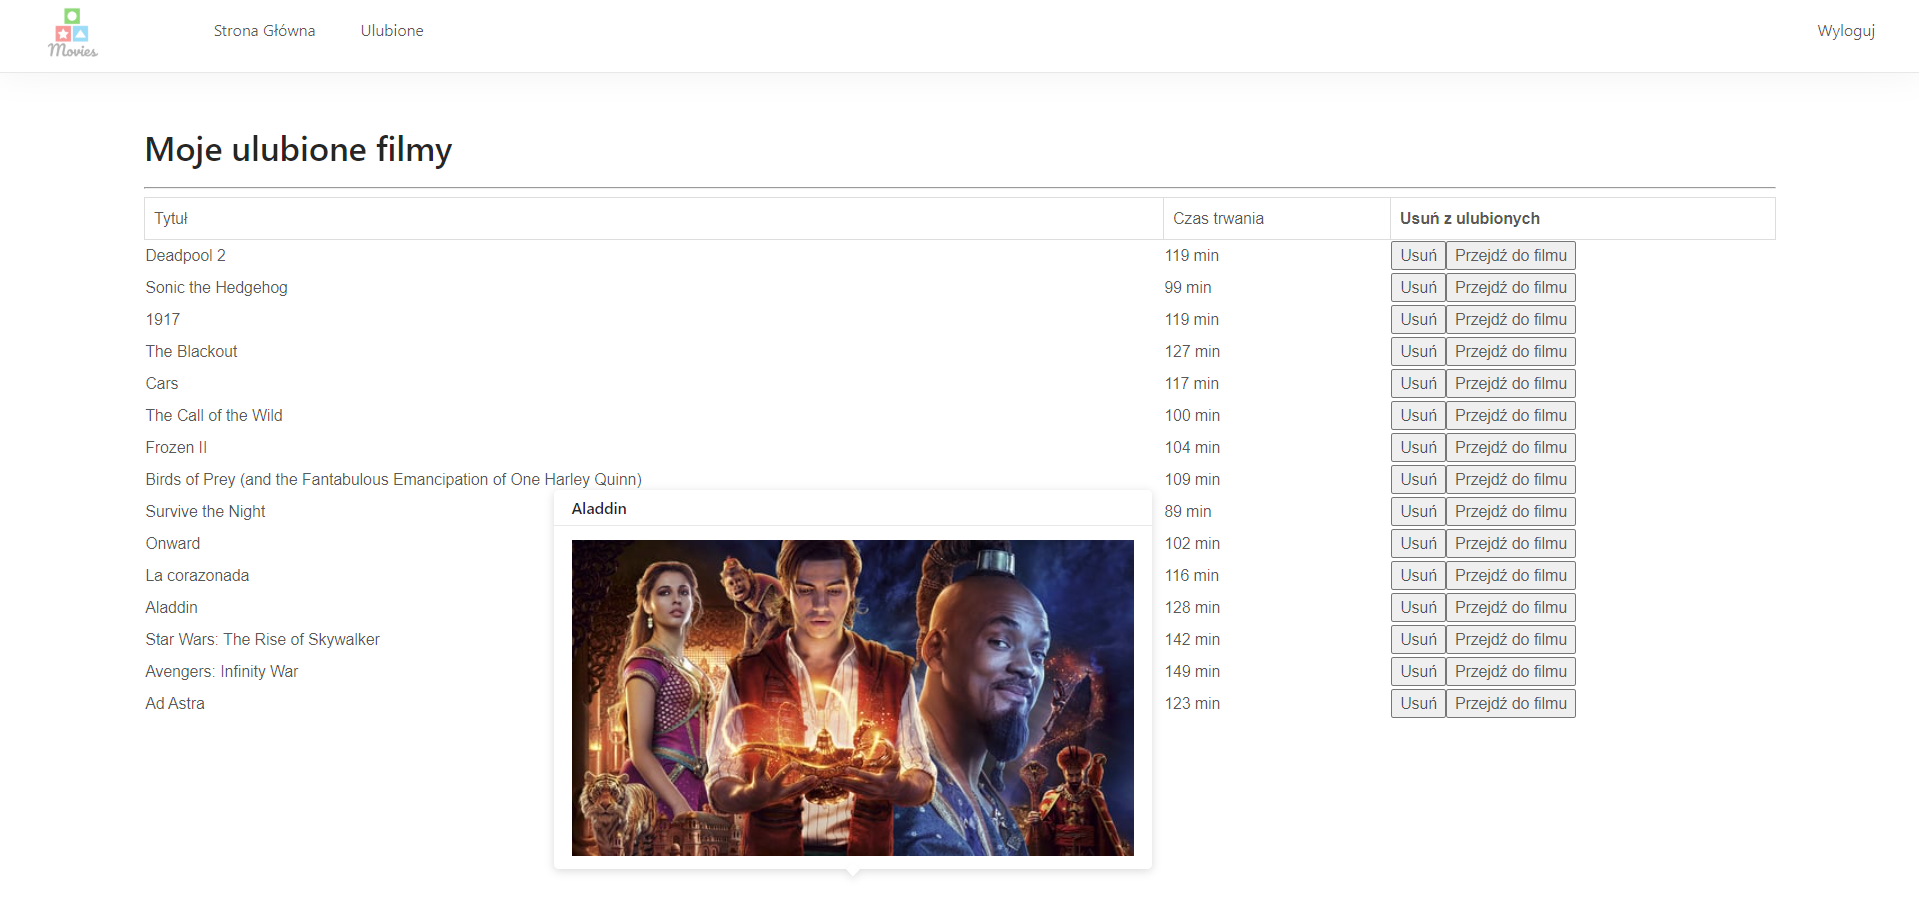 Movies
Strona Główna Ulubione Wyloguj
Moje ulubione filmy
Tytuł Czas trwania Usuń z ulubionych
Deadpool 2 119 min Usuń Przejdź do filmu
Sonic the Hedgehog 99 min Usuń Przejdź do filmu
1917 119 min Usuń Przejdź do filmu
The Blackout 127 min Usuń Przejdź do filmu
Cars 117 min Usuń Przejdź do filmu
The Call of the Wild 100 min Usuń Przejdź do filmu
Frozen II 104 min Usuń Przejdź do filmu
Birds of Prey (and the Fantabulous Emancipation of One Harley Quinn) 109 min Usuń Przejdź do filmu
Survive the Night 89 min Usuń Przejdź do filmu
Onward 102 min Usuń Przejdź do filmu
La corazonada 116 min Usuń Przejdź do filmu
Aladdin 128 min Usuń Przejdź do filmu
Star Wars: The Rise of Skywalker 142 min Usuń Przejdź do filmu
Avengers: Infinity War 149 min Usuń Przejdź do filmu
Ad Astra 123 min Usuń Przejdź do filmu
Aladdin